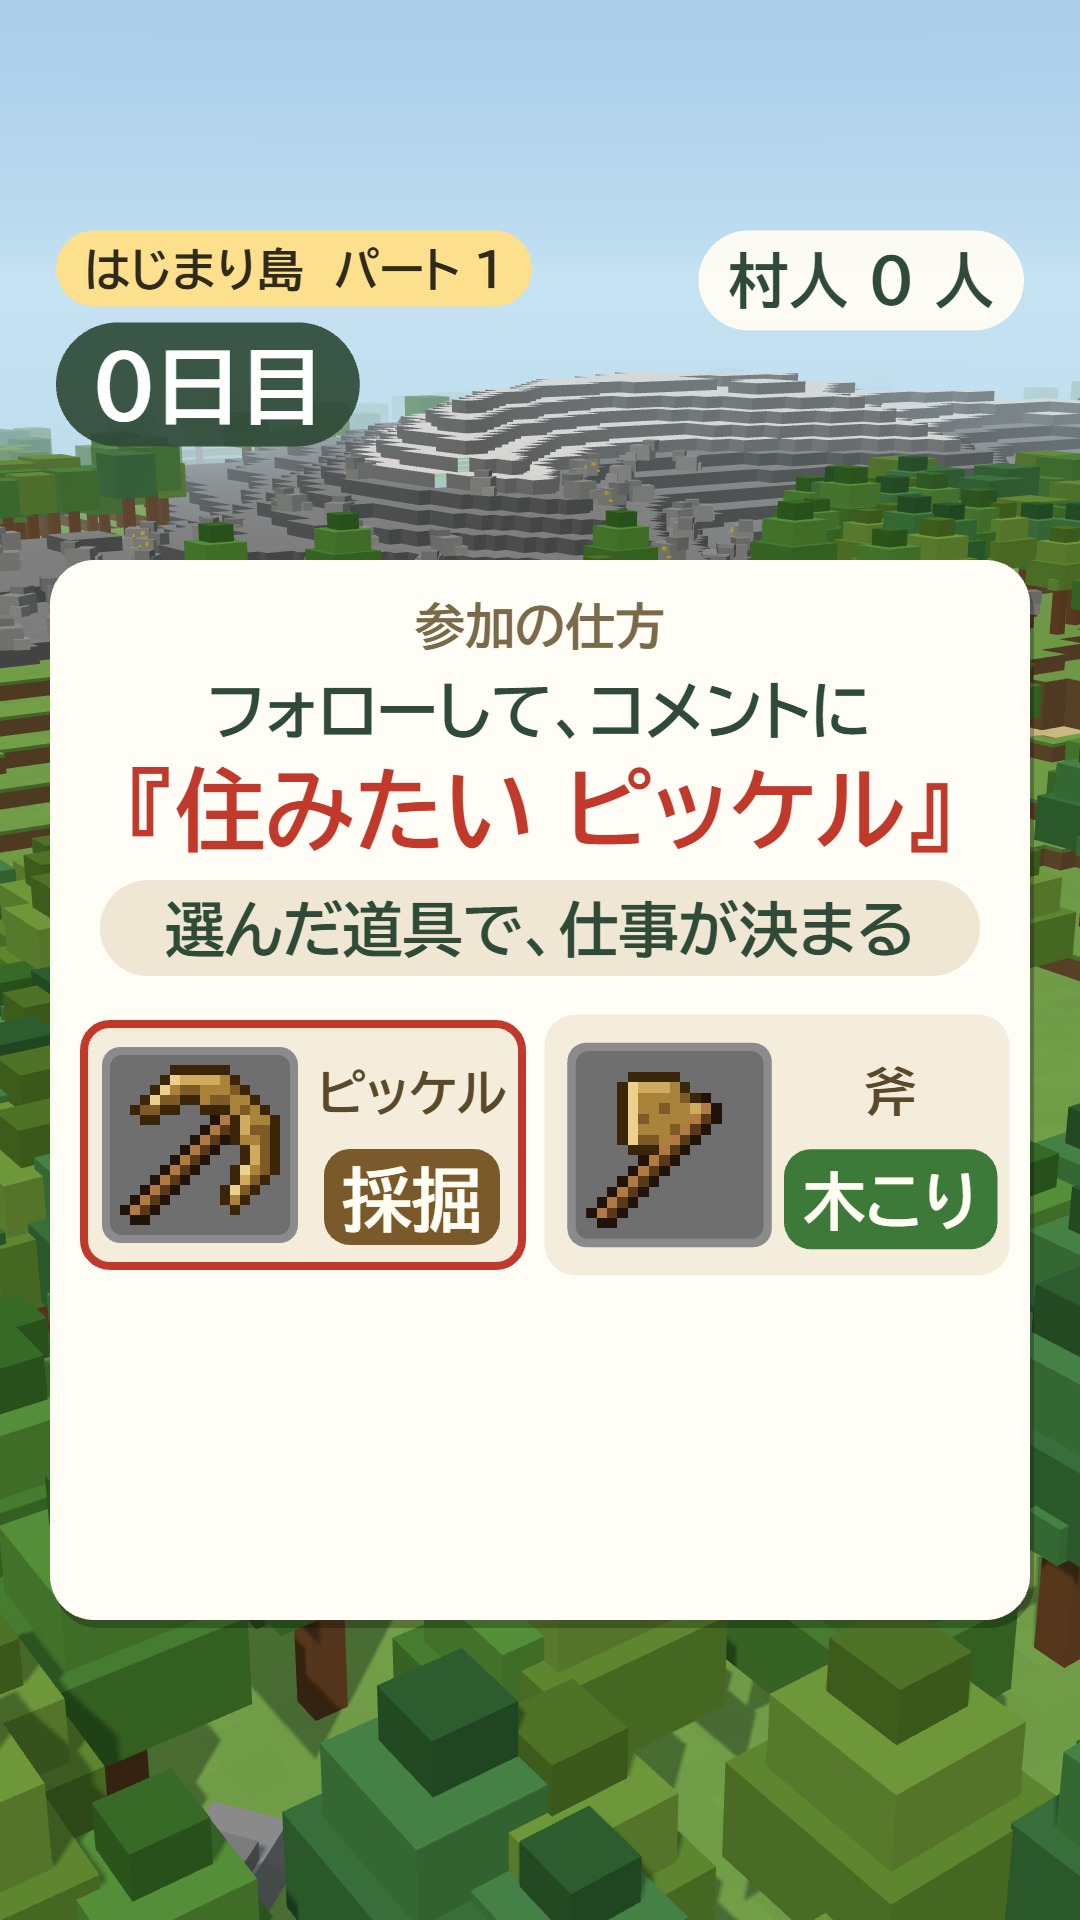 はじまり島 パート 1
村人 0 人
0日目
参加の仕方
フォローして、コメントに
『住みたい ピッケル』
選んだ道具で、仕事が決まる
ピッケル
採掘
斧
木こり